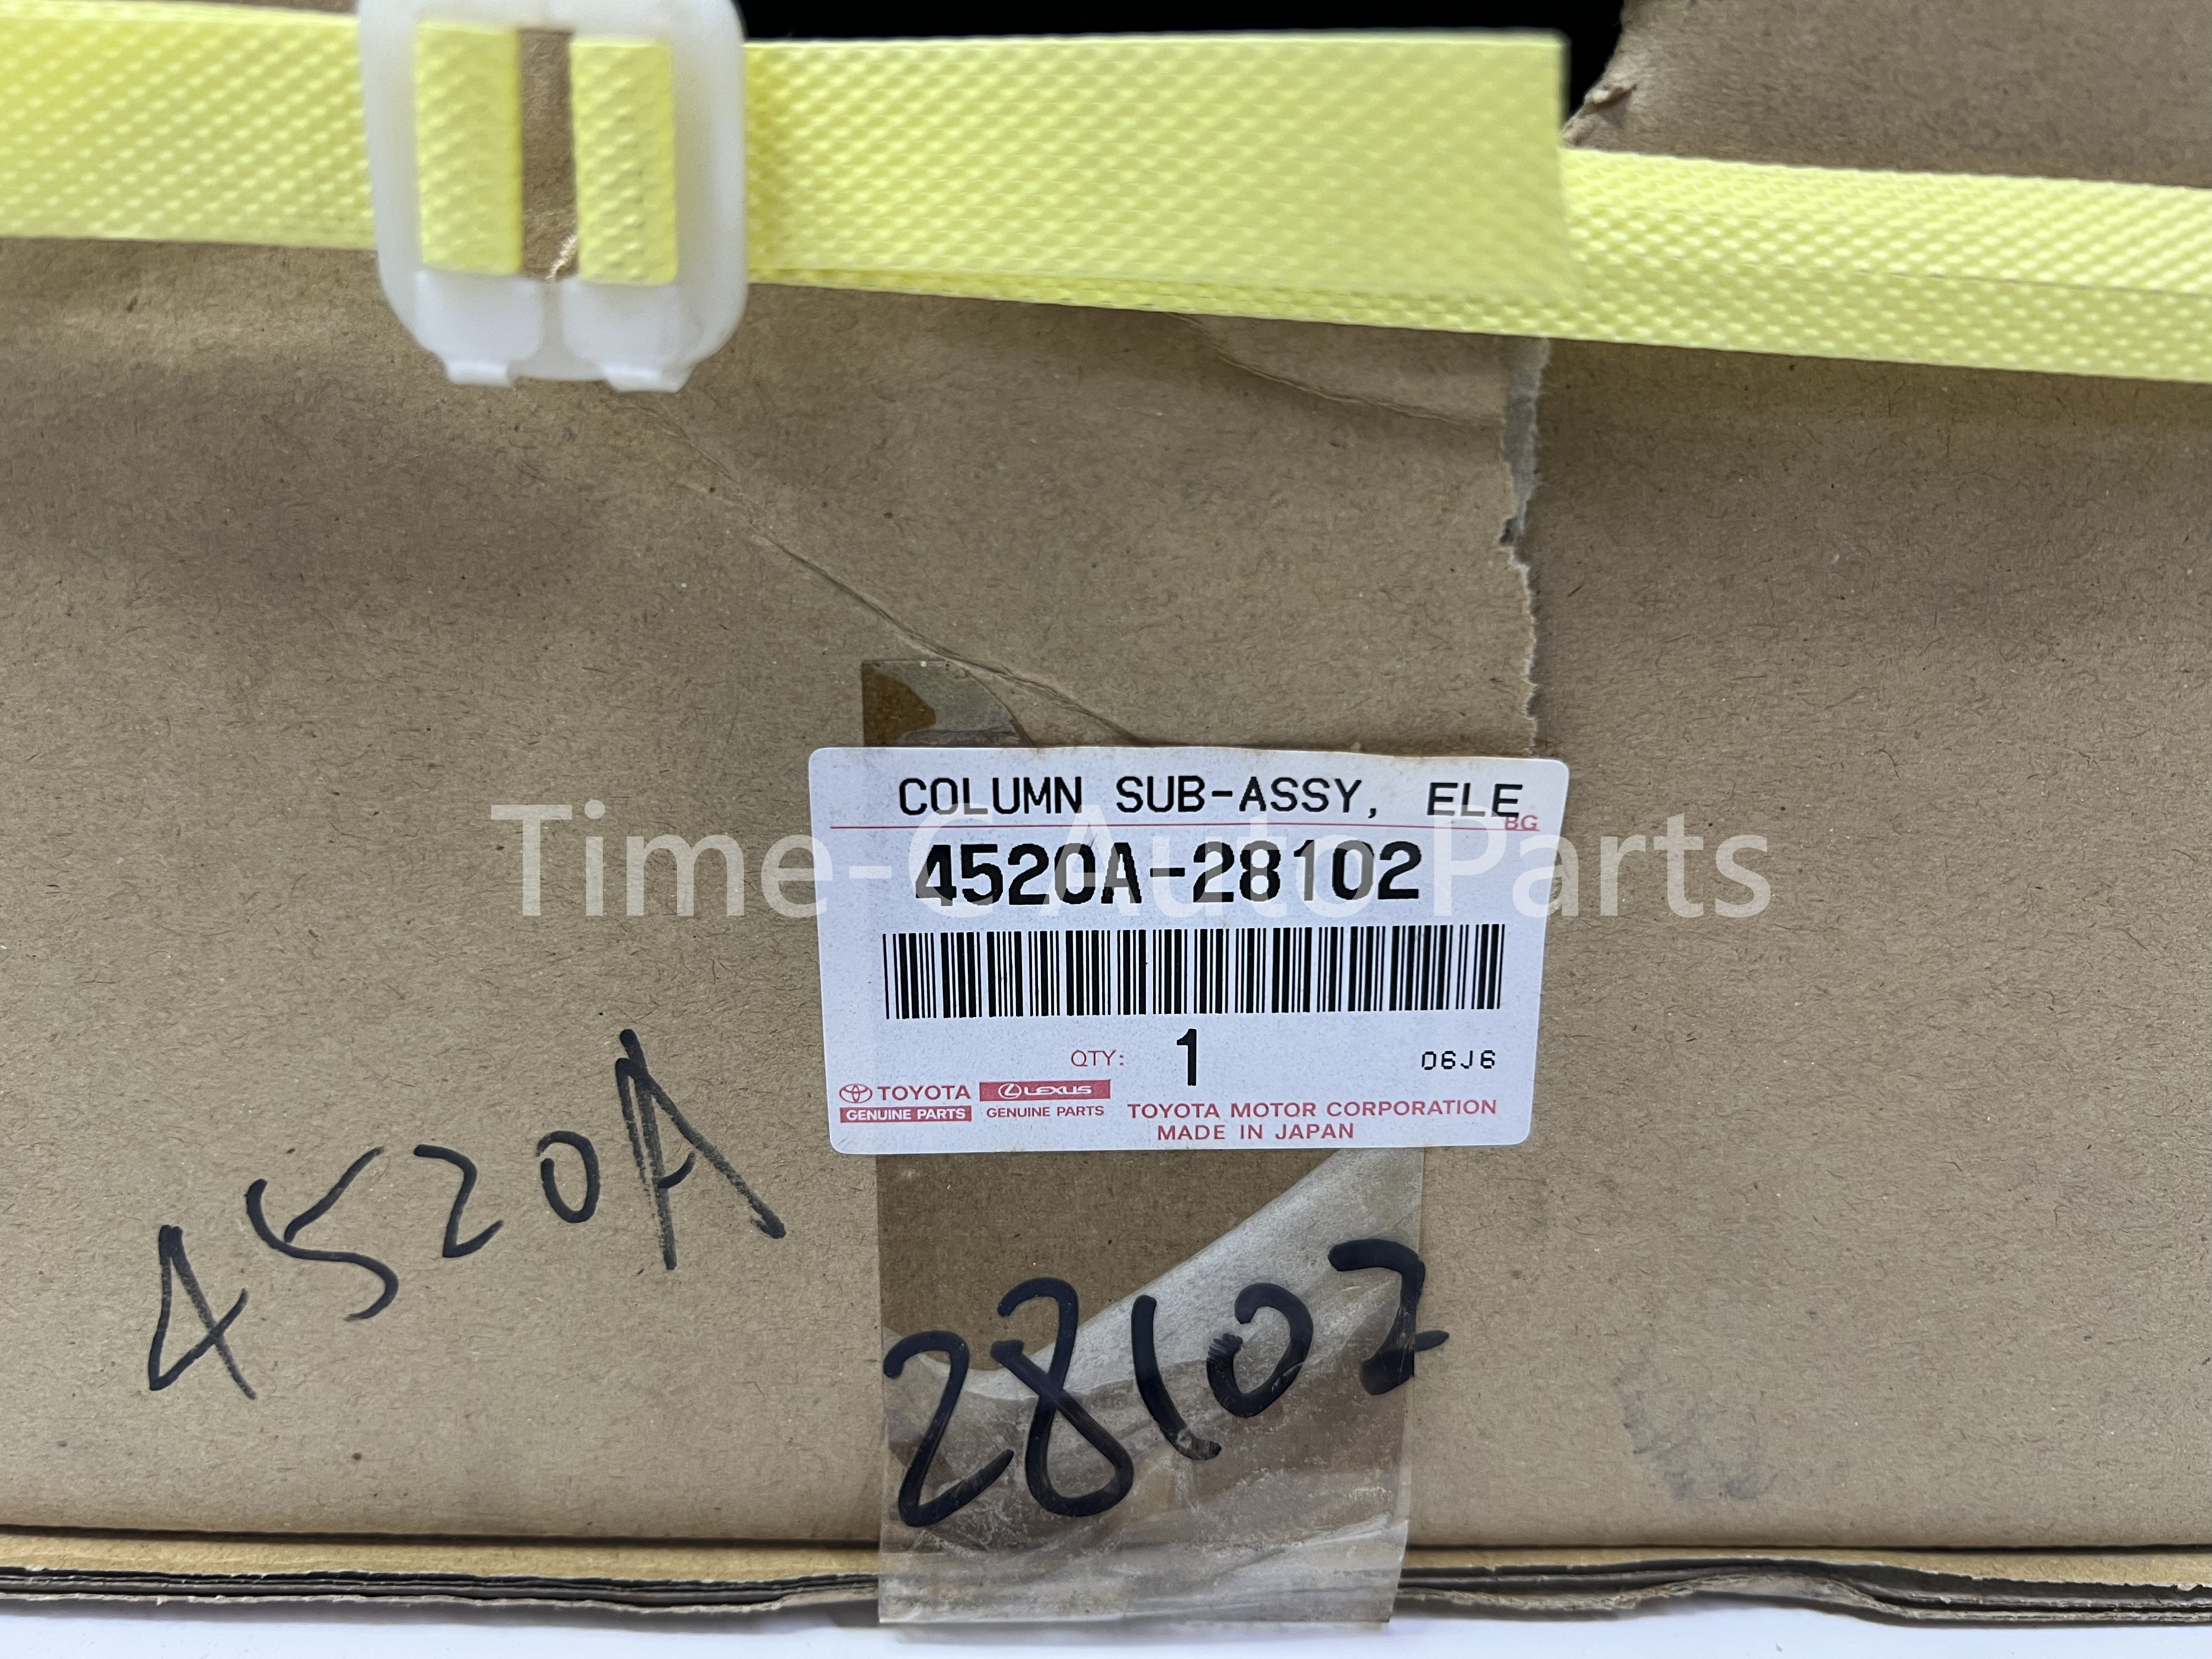 COLUMN SUB-ASSY, ELE
BG
4520A-28102
Time-C Auto Parts
QTY: 1 06J6
TOYOTA LEXUS
GENUINE PARTS GENUINE PARTS TOYOTA MOTOR CORPORATION
MADE IN JAPAN
4520A
28102